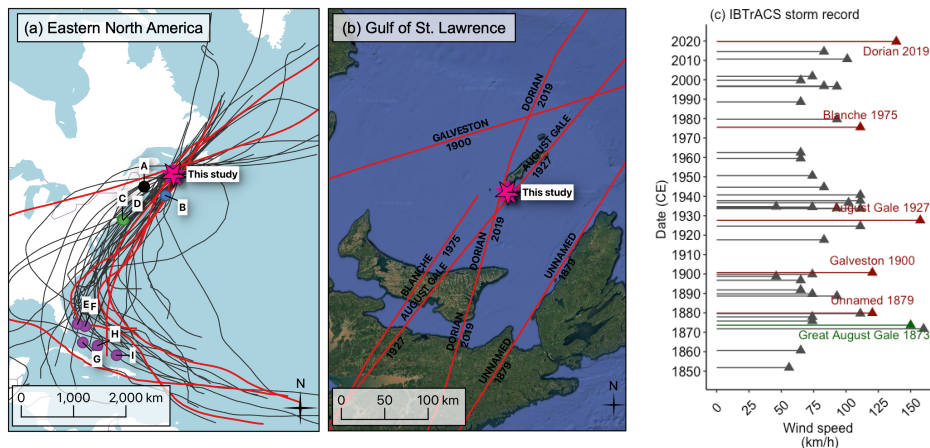 (a) Eastern North America
A
This study
C
D
B
E F
H
G
I
N
0 1,000 2,000 km
(b) Gulf of St. Lawrence
DORIAN
2019
GALVESTON
1900
AUGUST GALE
1927
This study
DORIAN
2019
BLANCHE 1975
AUGUST GALE
1927
UNNAMED
1879
DORIAN
2019
UNNAMED
1879
N
0 50 100 km
(c) IBTrACS storm record
Date (CE)
2020
2010
2000
1990
1980
1970
1960
1950
1940
1930
1920
1910
1900
1890
1880
1870
1860
1850
Dorian 2019
Blanche 1975
August Gale 1927
Galveston 1900
Unnamed 1879
Great August Gale 1873
0 25 50 75 100 125 150
Wind speed
(km/h)